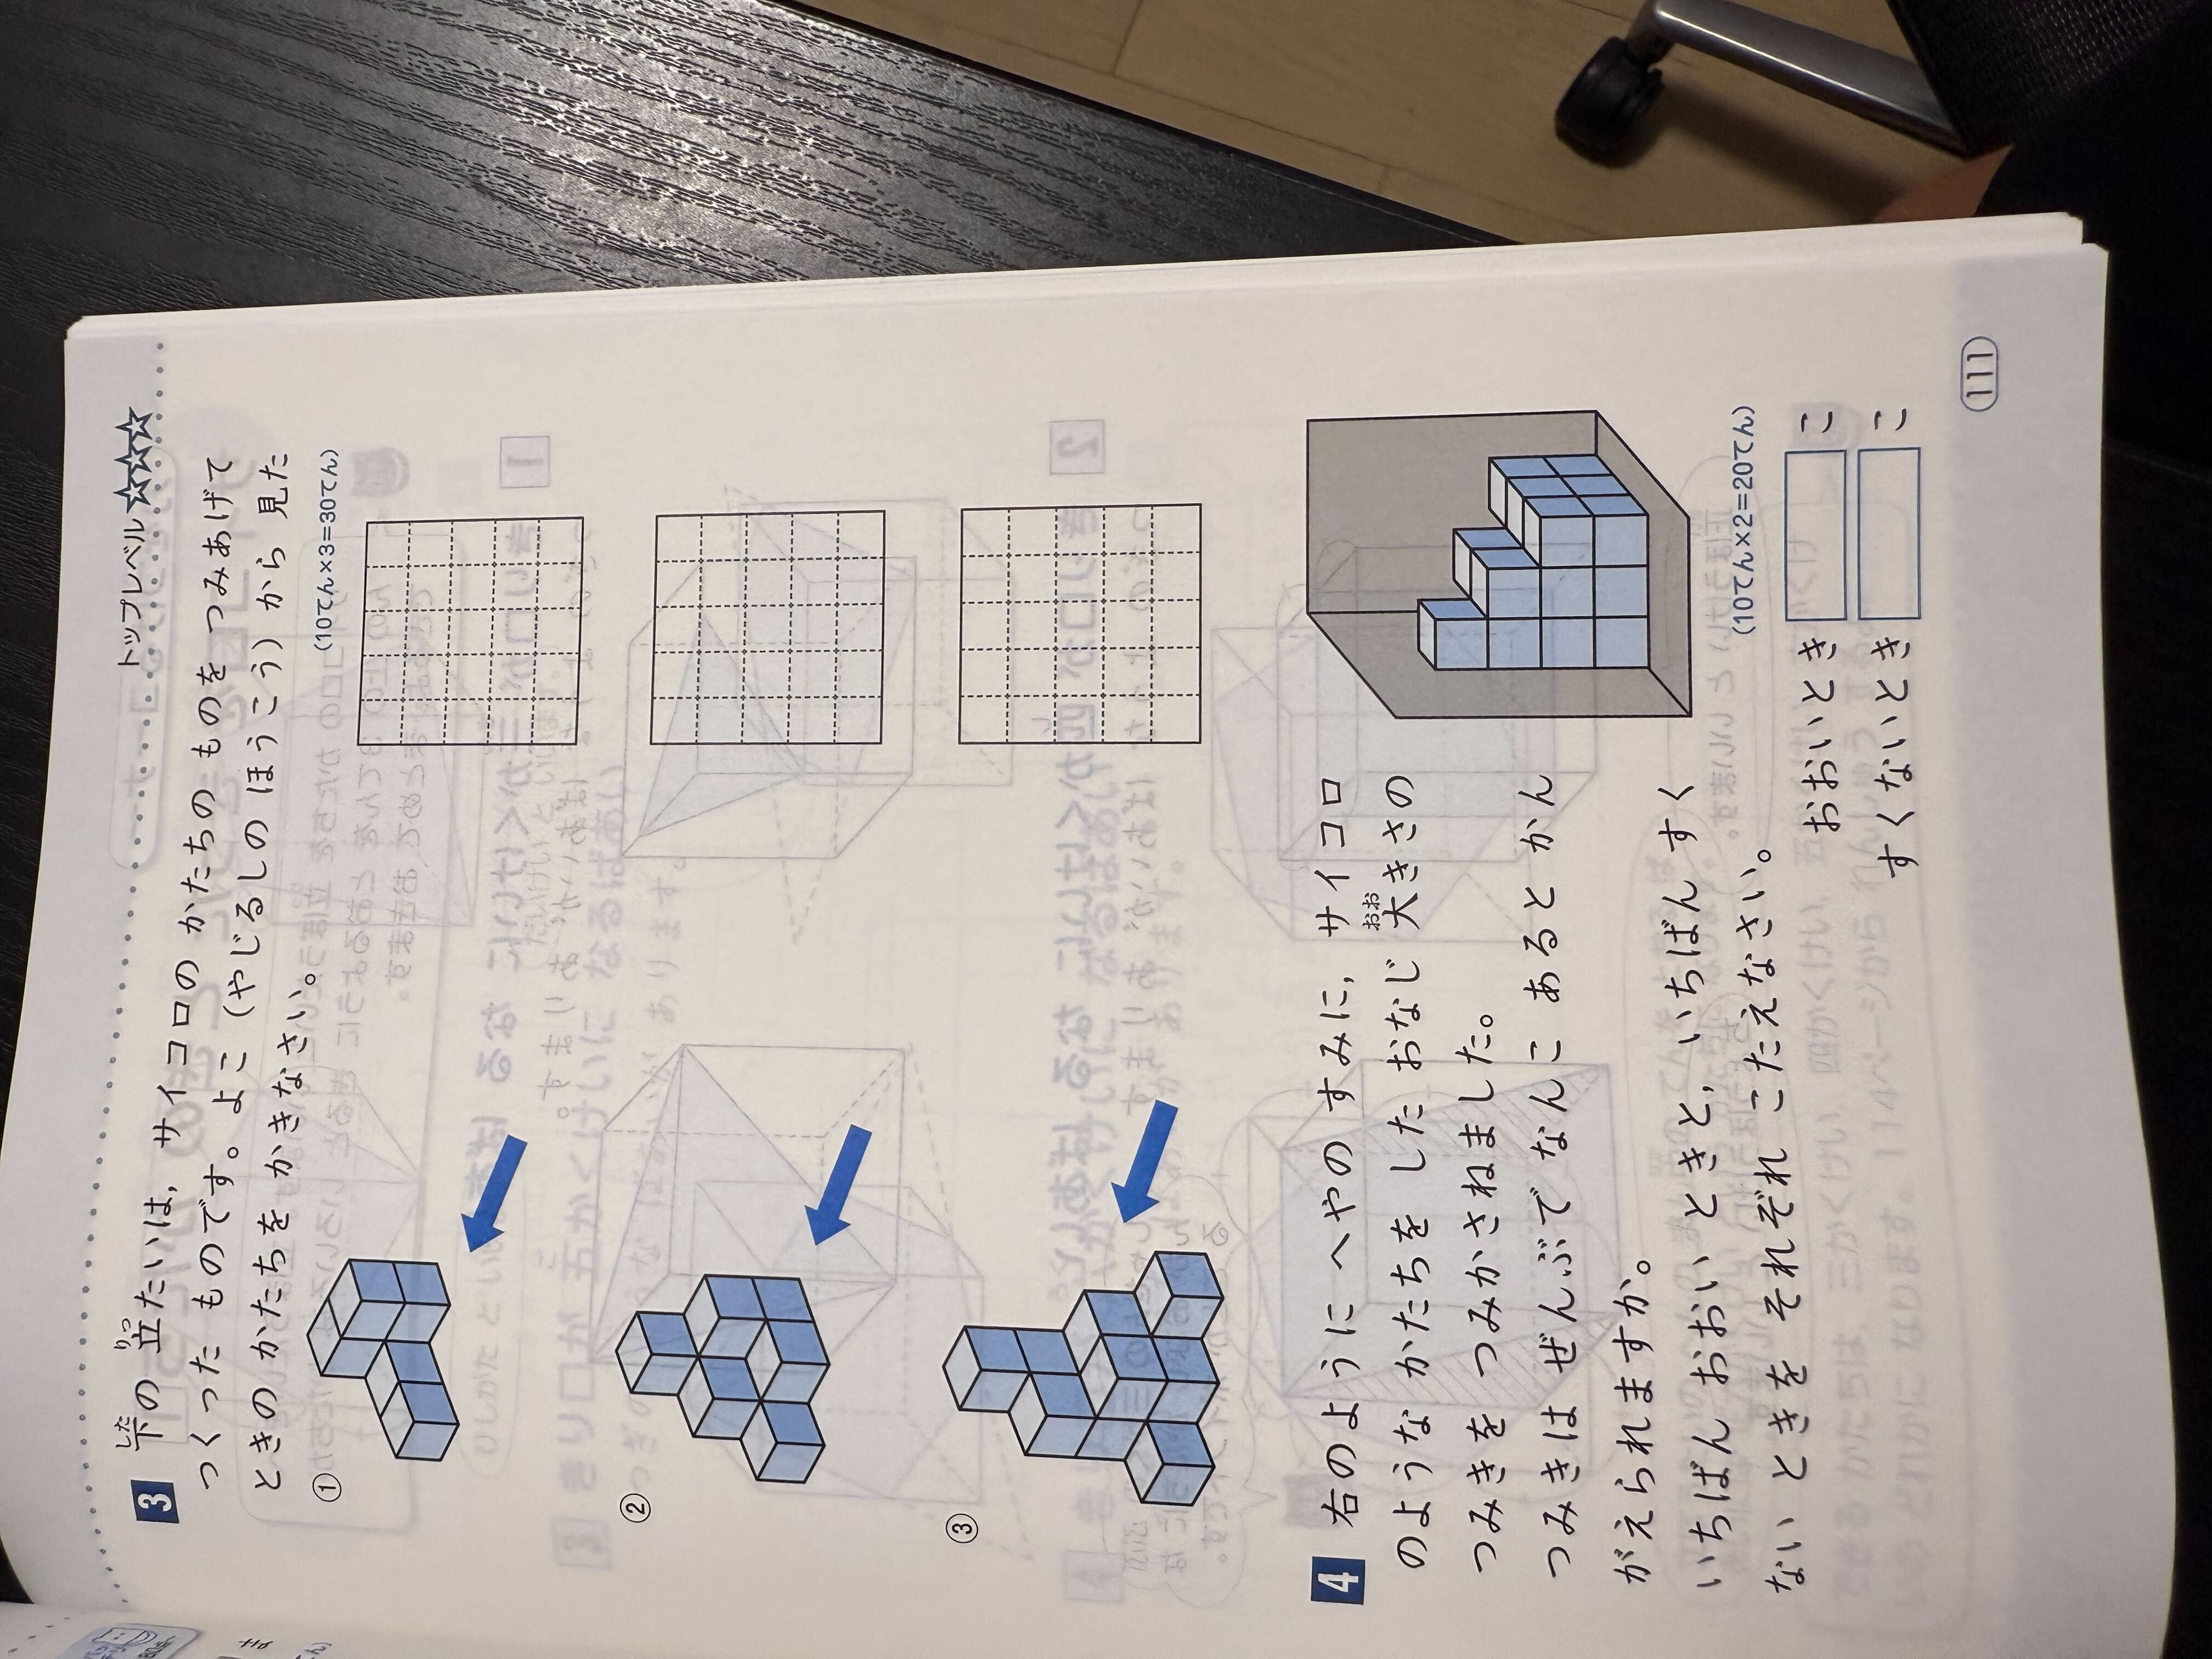 トップレベル ☆☆☆
3 下の 立たいは, サイコロの かたちの ものを つみあげて
した りっ
つくった ものです。よこ (やじるしの ほうこう) から 見た
ときの かたちを かきなさい。
(10てん×3=30てん)
①
②
③
4 右のように へやの すみに, サイコロ
のような かたちを した おなじ 大きさの
おお
つみきを つみかさねました。
つみきは ぜんぶで なんこ あると かん
がえられますか。
いちばん おおい ときと, いちばん すく
ない ときを それぞれ こたえなさい。
(10てん×2=20てん)
おおいとき こ
すくないとき こ
111